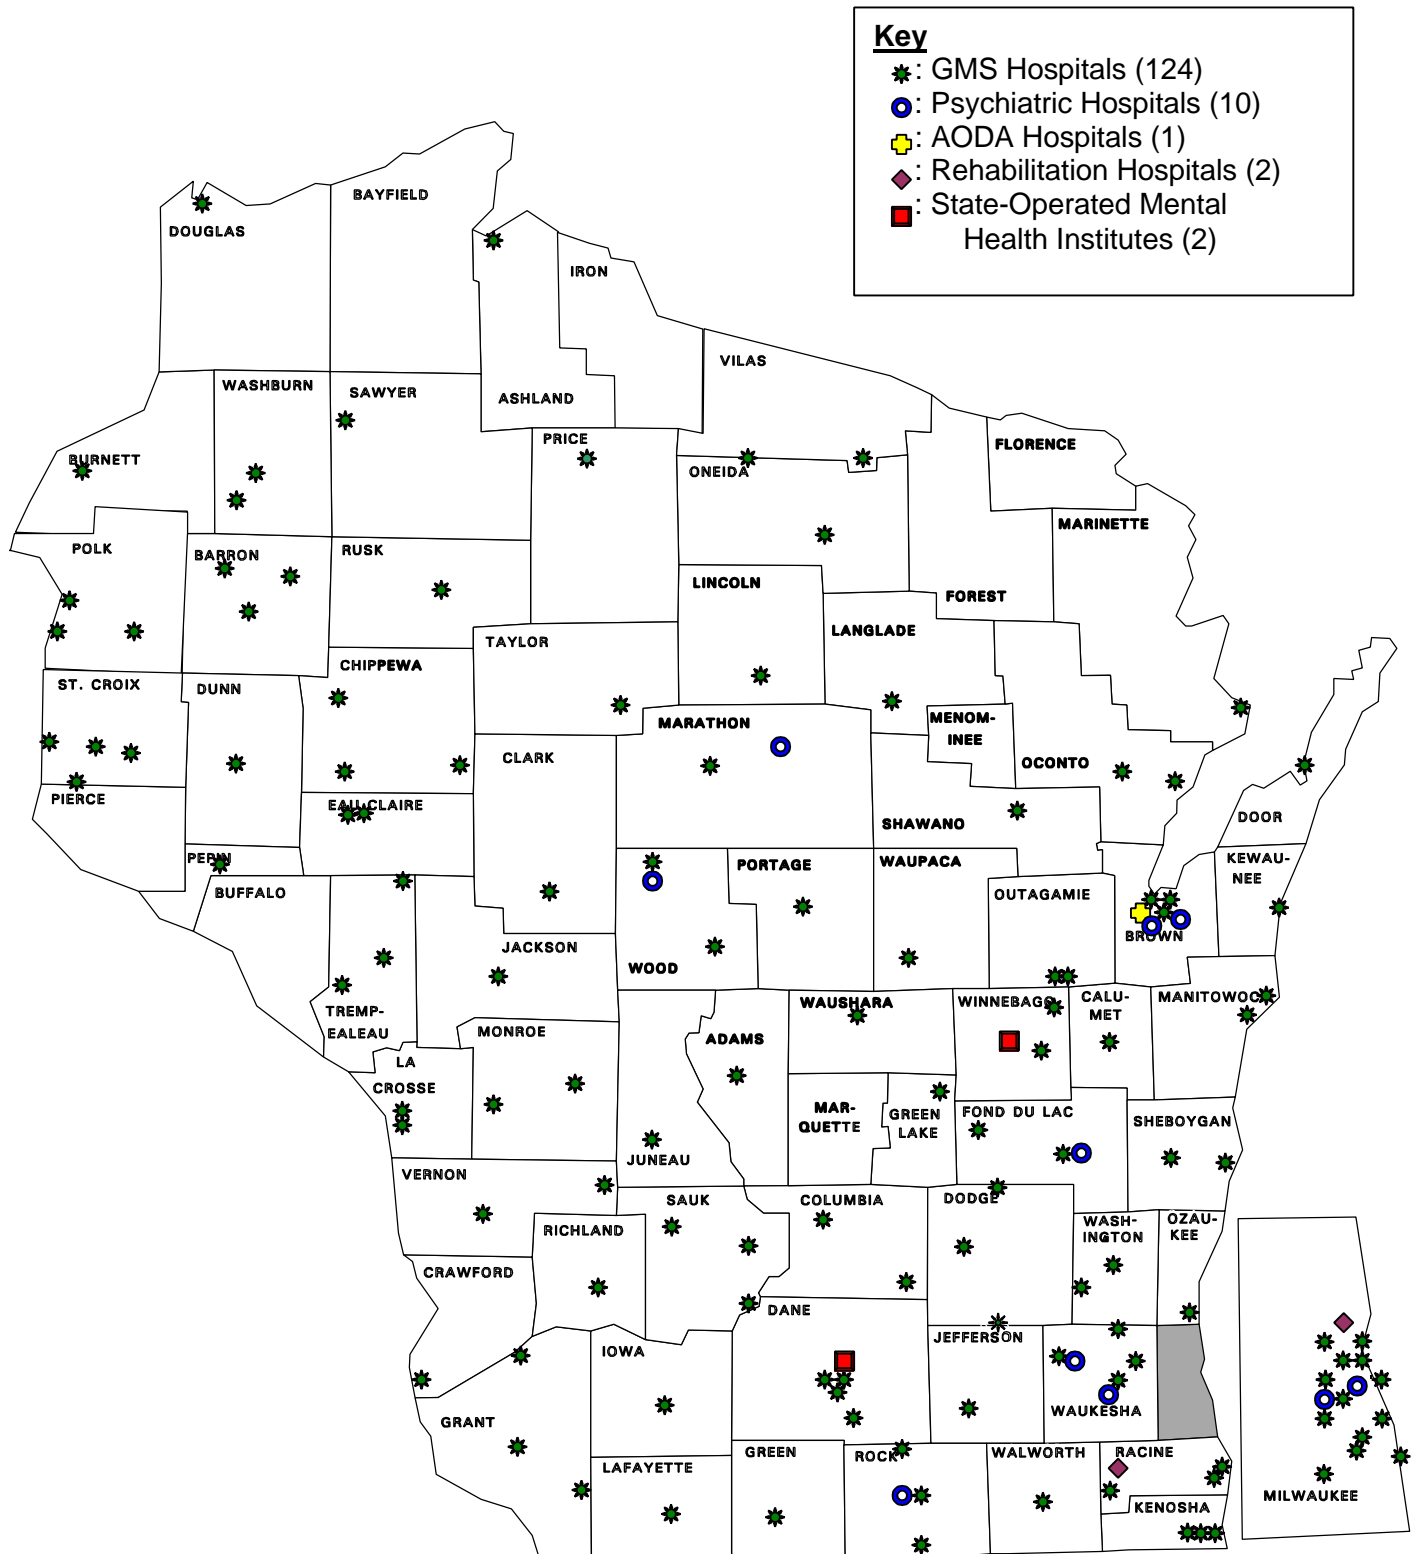 Key
: GMS Hospitals (124)
: Psychiatric Hospitals (10)
: AODA Hospitals (1)
: Rehabilitation Hospitals (2)
: State-Operated Mental
Health Institutes (2)
BAYFIELD
DOUGLAS
IRON
VILAS
WASHBURN
SAWYER
ASHLAND
PRICE
FLORENCE
BURNETT
ONEIDA
MARINETTE
POLK
BARRON
RUSK
LINCOLN
FOREST
LANGLADE
TAYLOR
CHIPPEWA
ST. CROIX
DUNN
MARATHON
MENOM-
INEE
CLARK
OCONTO
PIERCE
EAU CLAIRE
DOOR
SHAWANO
PEPIN
PORTAGE
WAUPACA
KEWAU-
NEE
BUFFALO
OUTAGAMIE
BROWN
JACKSON
WOOD
WAUSHARA
WINNEBAGO
CALU-
MET
MANITOWOC
TREMP-
EALEAU
MONROE
ADAMS
LA
CROSSE
MAR-
QUETTE
GREEN
LAKE
FOND DU LAC
SHEBOYGAN
JUNEAU
VERNON
SAUK
COLUMBIA
DODGE
RICHLAND
WASH-
INGTON
OZAU-
KEE
CRAWFORD
DANE
JEFFERSON
IOWA
WAUKESHA
GRANT
GREEN
ROCK
WALWORTH
RACINE
LAFAYETTE
MILWAUKEE
KENOSHA